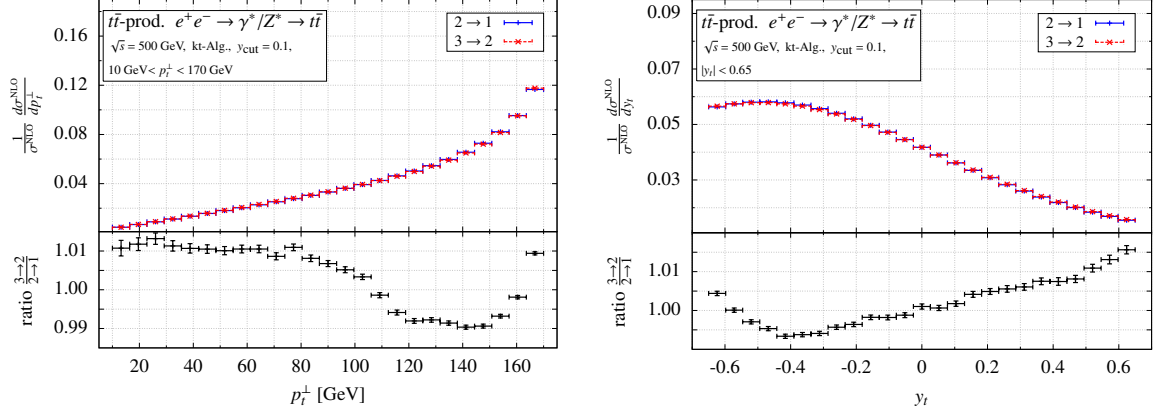 tt̄-prod. e⁺e⁻ → γ*/Z* → tt̄
√s = 500 GeV, kt-Alg., y_cut = 0.1,
10 GeV < p_t^⊥ < 170 GeV
2 → 1
3 → 2
1/σ^NLO dσ^NLO/dp_t^⊥
0.16
0.12
0.08
0.04
ratio 3→2/2→1
1.01
1.00
0.99
20 40 60 80 100 120 140 160
p_t^⊥ [GeV]
tt̄-prod. e⁺e⁻ → γ*/Z* → tt̄
√s = 500 GeV, kt-Alg., y_cut = 0.1,
|y_t| < 0.65
2 → 1
3 → 2
1/σ^NLO dσ^NLO/dy_t
0.09
0.07
0.05
0.03
ratio 3→2/2→1
1.01
1.00
-0.6 -0.4 -0.2 0 0.2 0.4 0.6
y_t